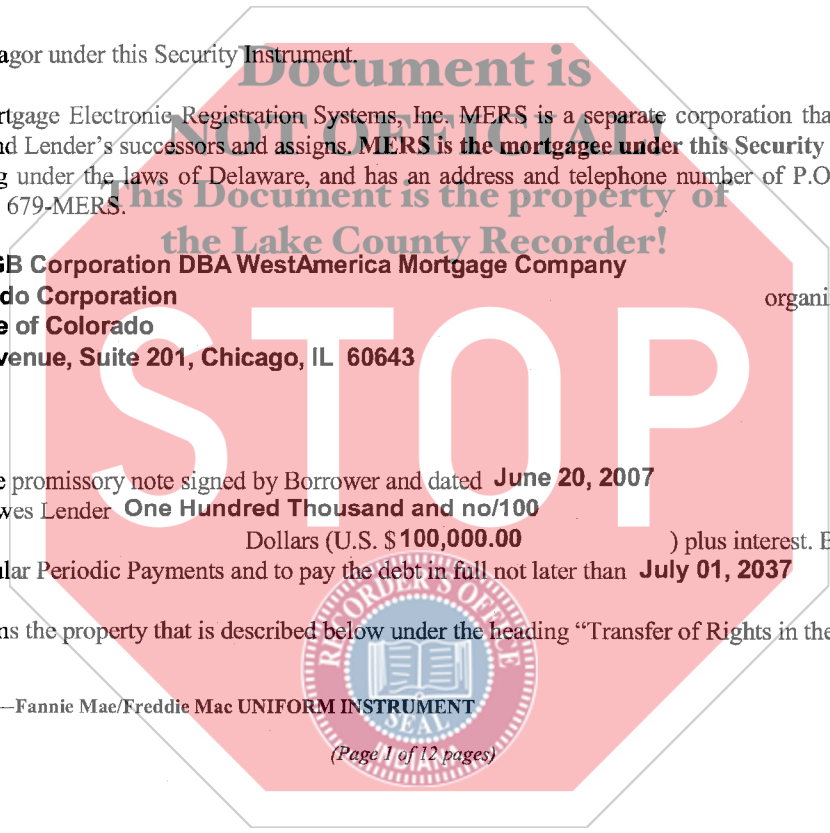 agor under this Security Instrument.
Document is
rtgage Electronic Registration Systems, Inc. MERS is a separate corporation tha
NOT OFFICIAL!
nd Lender's successors and assigns. MERS is the mortgagee under this Security
g under the laws of Delaware, and has an address and telephone number of P.O
This Document is the property of
679-MERS.
the Lake County Recorder!
GB Corporation DBA WestAmerica Mortgage Company
do Corporation organi
e of Colorado
venue, Suite 201, Chicago, IL 60643
STOP
e promissory note signed by Borrower and dated June 20, 2007
wes Lender One Hundred Thousand and no/100
Dollars (U.S. $100,000.00 ) plus interest. B
ular Periodic Payments and to pay the debt in full not later than July 01, 2037
RECORDER'S OFFICE
ns the property that is described below under the heading “Transfer of Rights in the
SEAL
—Fannie Mae/Freddie Mac UNIFORM INSTRUMENT
(Page 1 of 12 pages)